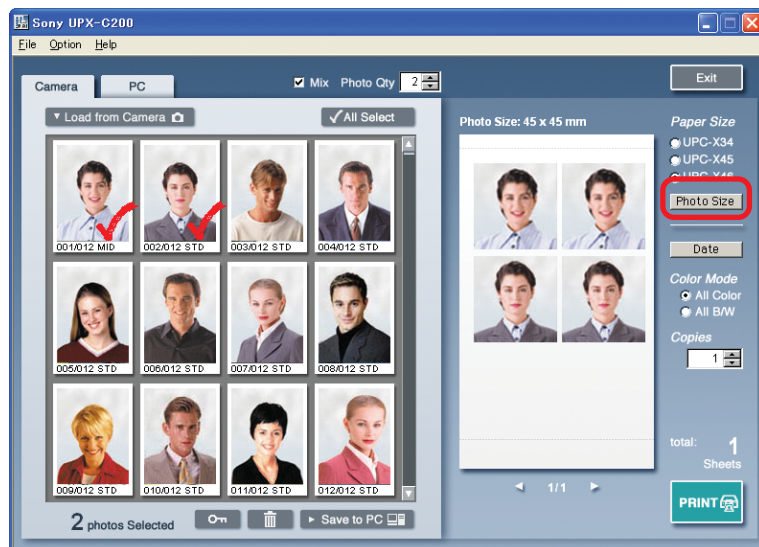 Sony UPX-C200
File Option Help
Camera PC
Mix Photo Qty 2
Exit
Load from Camera
All Select
001/012 MID 002/012 STD 003/012 STD 004/012 STD
005/012 STD 006/012 STD 007/012 STD 008/012 STD
009/012 STD 010/012 STD 011/012 STD 012/012 STD
2 photos Selected
Save to PC
Photo Size: 45 x 45 mm
1/1
Paper Size
UPC-X34
UPC-X45
UPC-X46
Photo Size
Date
Color Mode
All Color
All B/W
Copies
1
total: 1
Sheets
PRINT